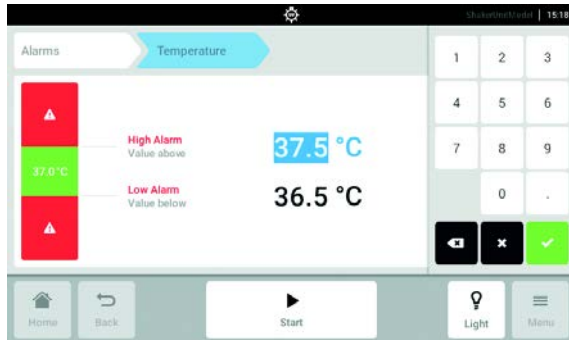 15:18
Alarms
Temperature
37.0°C
High Alarm
Value above
37.5 °C
Low Alarm
Value below
36.5 °C
1 2 3
4 5 6
7 8 9
0 .
Home
Back
Start
Light
Menu